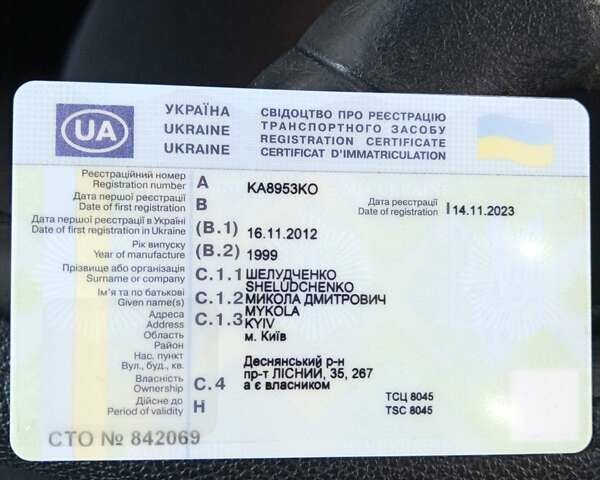 UA
УКРАЇНА
UKRAINE
UKRAINE
СВІДОЦТВО ПРО РЕЄСТРАЦІЮ
ТРАНСПОРТНОГО ЗАСОБУ
REGISTRATION CERTIFICATE
CERTIFICAT D'IMMATRICULATION
Реєстраційний номер
Registration number A KA8953KO
Дата першої реєстрації
Date of first registration B
Дата реєстрації
Date of registration I 14.11.2023
Дата першої реєстрації в Україні
Date of first registration in Ukraine (B.1) 16.11.2012
Рік випуску
Year of manufacture (B.2) 1999
Прізвище або організація
Surname or company C.1.1 ШЕЛУДЧЕНКО
SHELUDCHENKO
Ім'я та по батькові
Given name(s) C.1.2 МИКОЛА ДМИТРОВИЧ
MYKOLA
Адреса
Address C.1.3 KYIV
Область м. Київ
Район
Нас. пункт Деснянський р-н
Вул., буд., кв. пр-т ЛІСНИЙ, 35, 267
Власність
Ownership C.4 а є власником
Дійсне до
Period of validity H
ТСЦ 8045
TSC 8045
СТО № 842069